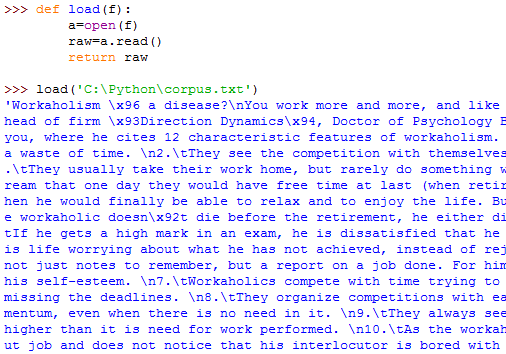 >>> def load(f):
        a=open(f)
        raw=a.read()
        return raw

>>> load('C:\Python\corpus.txt')
'Workaholism \x96 a disease?\nYou work more and more, and like
head of firm \x93Direction Dynamics\x94, Doctor of Psychology
you, where he cites 12 characteristic features of workaholism.
a waste of time. \n2.\tThey see the competition with themselves
.\tThey usually take their work home, but rarely do something
ream that one day they would have free time at last (when retir
hen he would finally be able to relax and to enjoy the life. Bu
e workaholic doesn\x92t die before the retirement, he either di
tIf he gets a high mark in an exam, he is dissatisfied that he
is life worrying about what he has not achieved, instead of rej
not just notes to remember, but a report on a job done. For him
his self-esteem. \n7.\tWorkaholics compete with time trying to
missing the deadlines. \n8.\tThey organize competitions with ea
mentum, even when there is no need in it. \n9.\tThey always see
higher than it is need for work performed. \n10.\tAs the workah
ut job and does not notice that his interlocutor is bored with